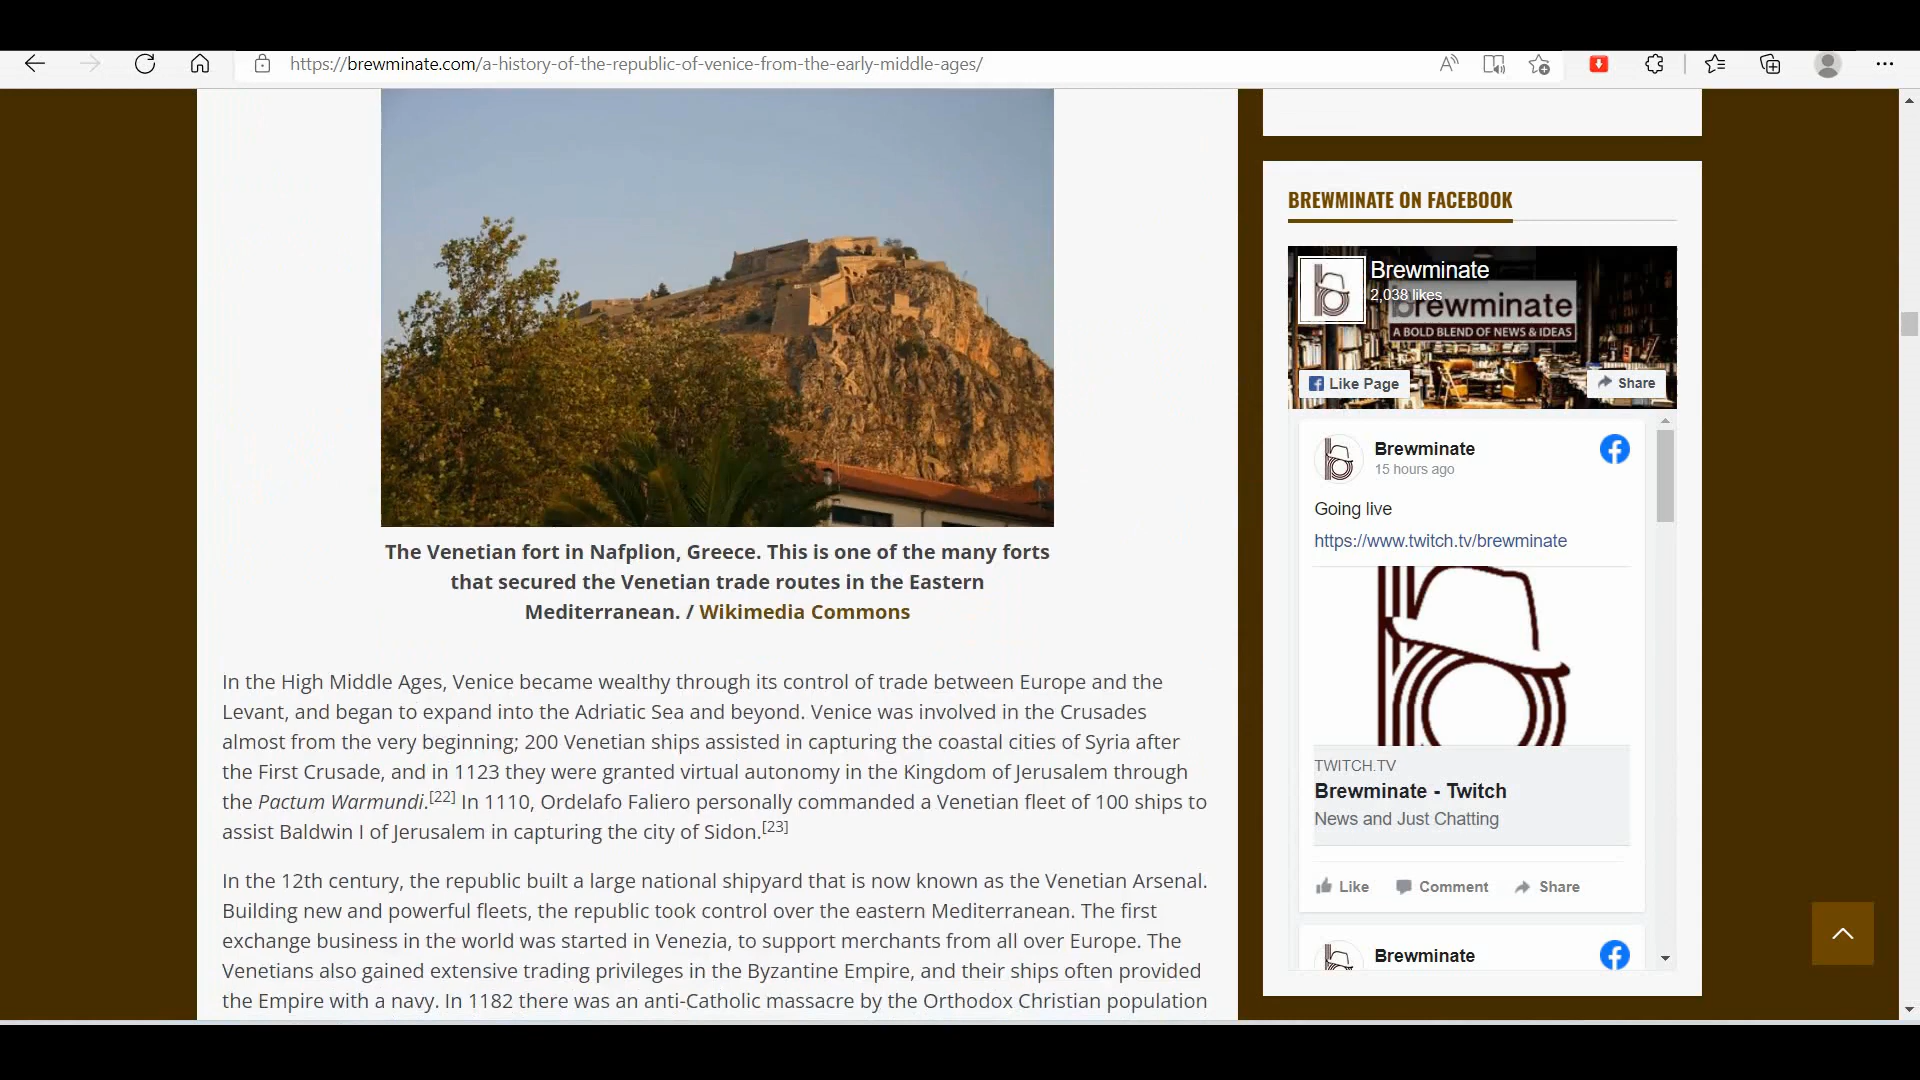 https://brewminate.com/a-history-of-the-republic-of-venice-from-the-early-middle-ages/
The Venetian fort in Nafplion, Greece. This is one of the many forts
that secured the Venetian trade routes in the Eastern
Mediterranean. / Wikimedia Commons
In the High Middle Ages, Venice became wealthy through its control of trade between Europe and the
Levant, and began to expand into the Adriatic Sea and beyond. Venice was involved in the Crusades
almost from the very beginning; 200 Venetian ships assisted in capturing the coastal cities of Syria after
the First Crusade, and in 1123 they were granted virtual autonomy in the Kingdom of Jerusalem through
the Pactum Warmundi.[22] In 1110, Ordelafo Faliero personally commanded a Venetian fleet of 100 ships to
assist Baldwin I of Jerusalem in capturing the city of Sidon.[23]
In the 12th century, the republic built a large national shipyard that is now known as the Venetian Arsenal.
Building new and powerful fleets, the republic took control over the eastern Mediterranean. The first
exchange business in the world was started in Venezia, to support merchants from all over Europe. The
Venetians also gained extensive trading privileges in the Byzantine Empire, and their ships often provided
the Empire with a navy. In 1182 there was an anti-Catholic massacre by the Orthodox Christian population
BREWMINATE ON FACEBOOK
Brewminate
2,038 likes
brewminate
A BOLD BLEND OF NEWS & IDEAS
Like Page
Share
Brewminate
15 hours ago
Going live
https://www.twitch.tv/brewminate
TWITCH.TV
Brewminate - Twitch
News and Just Chatting
Like Comment Share
Brewminate